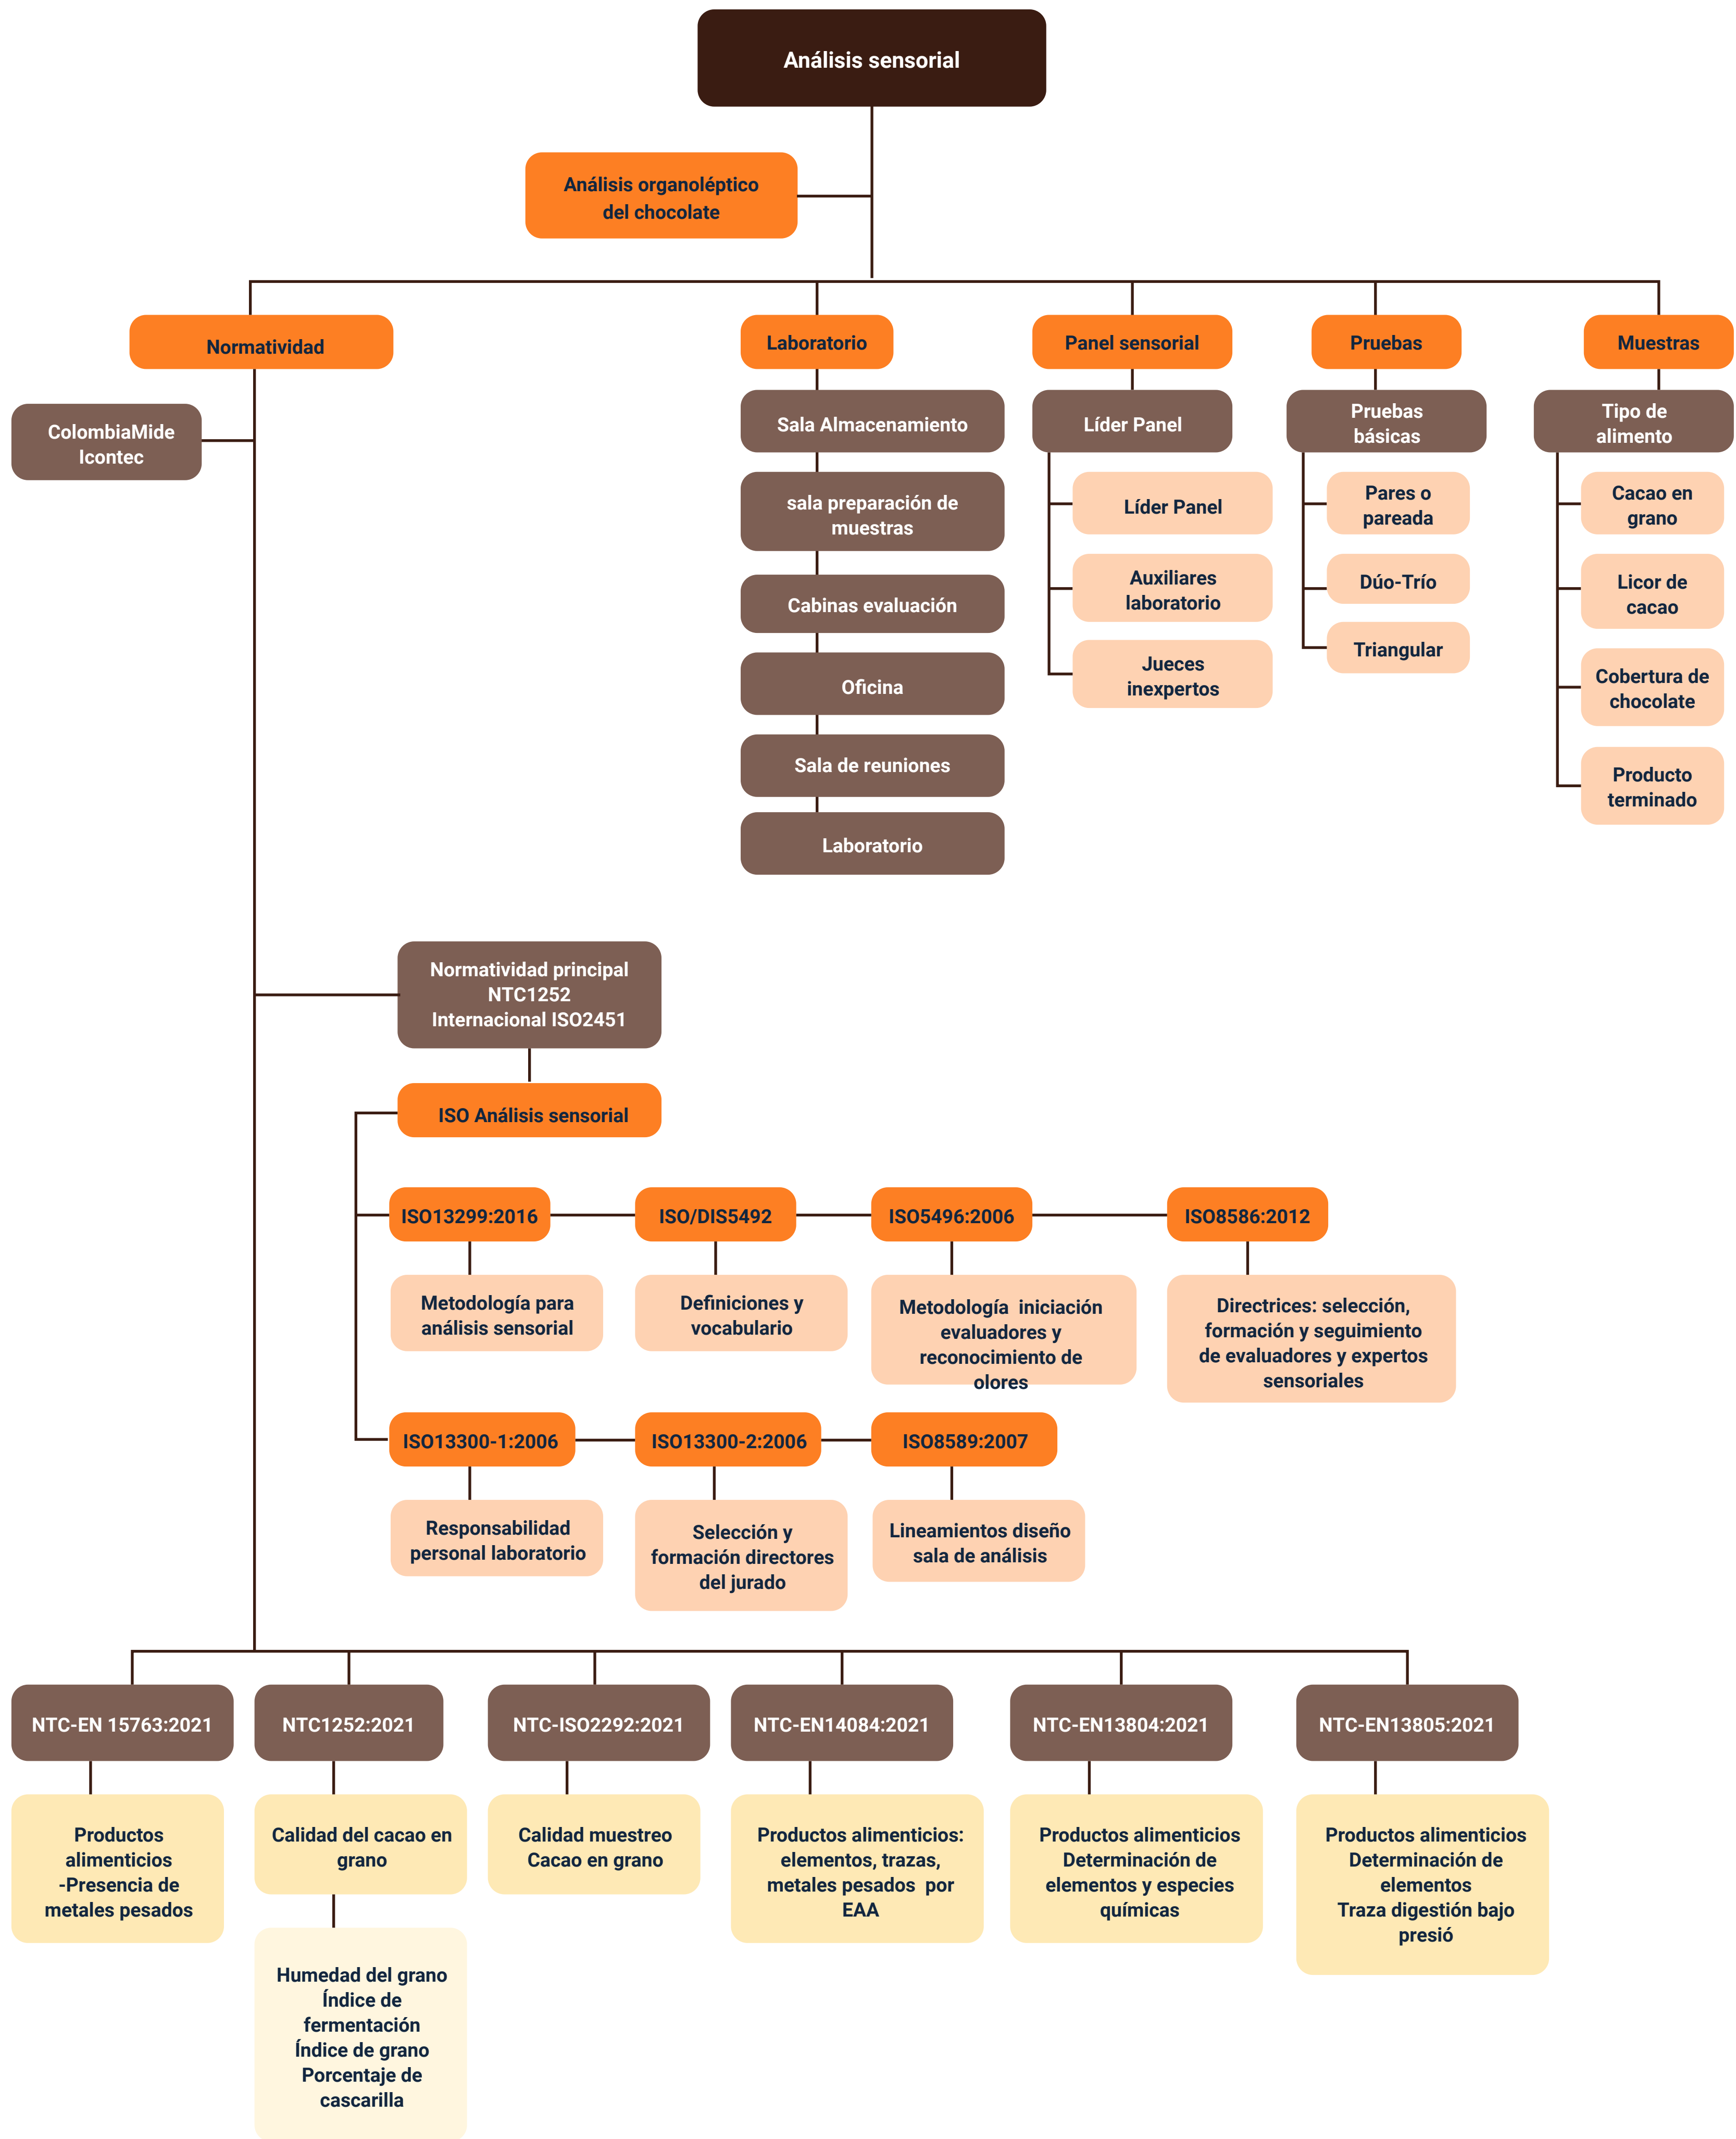 Análisis sensorial
Análisis organoléptico
del chocolate
Normatividad
Laboratorio
Panel sensorial
Pruebas
Muestras
ColombiaMide
Icontec
Sala Almacenamiento
sala preparación de
muestras
Cabinas evaluación
Oficina
Sala de reuniones
Laboratorio
Líder Panel
Líder Panel
Auxiliares
laboratorio
Jueces
inexpertos
Pruebas
básicas
Pares o
pareada
Dúo-Trío
Triangular
Tipo de
alimento
Cacao en
grano
Licor de
cacao
Cobertura de
chocolate
Producto
terminado
Normatividad principal
NTC1252
Internacional ISO2451
ISO Análisis sensorial
ISO13299:2016
ISO/DIS5492
ISO5496:2006
ISO8586:2012
Metodología para
análisis sensorial
Definiciones y
vocabulario
Metodología iniciación
evaluadores y
reconocimiento de
olores
Directrices: selección,
formación y seguimiento
de evaluadores y expertos
sensoriales
ISO13300-1:2006
ISO13300-2:2006
ISO8589:2007
Responsabilidad
personal laboratorio
Selección y
formación directores
del jurado
Lineamientos diseño
sala de análisis
NTC-EN 15763:2021
NTC1252:2021
NTC-ISO2292:2021
NTC-EN14084:2021
NTC-EN13804:2021
NTC-EN13805:2021
Productos
alimenticios
-Presencia de
metales pesados
Calidad del cacao en
grano
Calidad muestreo
Cacao en grano
Productos alimenticios:
elementos, trazas,
metales pesados por
EAA
Productos alimenticios
Determinación de
elementos y especies
químicas
Productos alimenticios
Determinación de
elementos
Traza digestión bajo
presió
Humedad del grano
Índice de
fermentación
Índice de grano
Porcentaje de
cascarilla